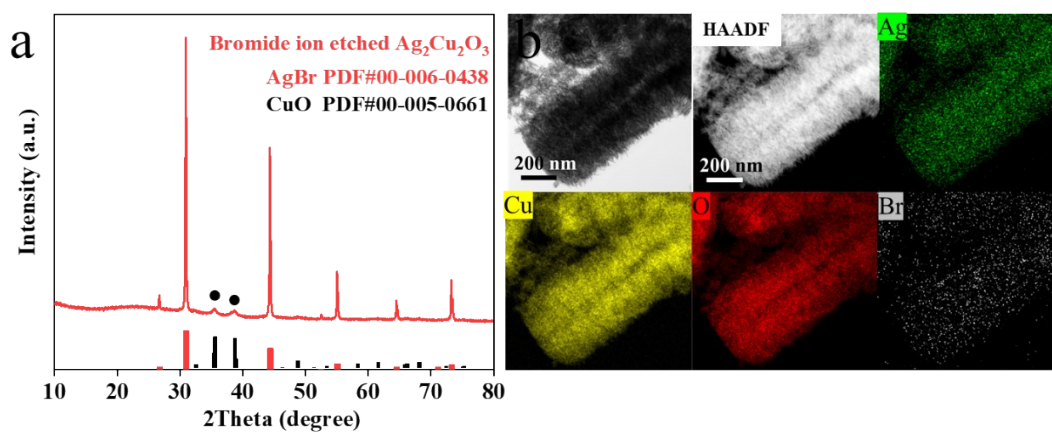 a
Bromide ion etched Ag₂Cu₂O₃
AgBr PDF#00-006-0438
CuO PDF#00-005-0661
Intensity (a.u.)
10 20 30 40 50 60 70 80
2Theta (degree)
b
200 nm
HAADF
200 nm
Ag
Cu
O
Br